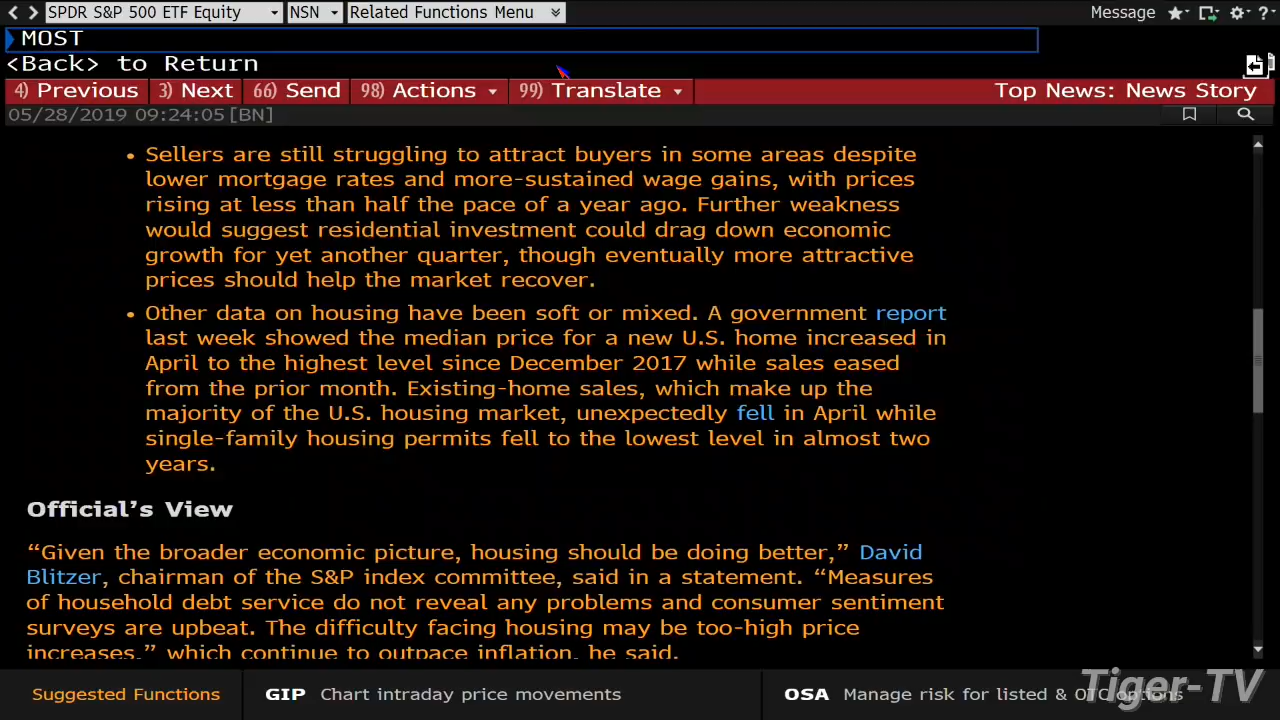 SPDR S&P 500 ETF Equity NSN Related Functions Menu Message ?
MOST
<Back> to Return
4) Previous 3) Next 66) Send 98) Actions 99) Translate Top News: News Story
05/28/2019 09:24:05[BN]
• Sellers are still struggling to attract buyers in some areas despite
lower mortgage rates and more-sustained wage gains, with prices
rising at less than half the pace of a year ago. Further weakness
would suggest residential investment could drag down economic
growth for yet another quarter, though eventually more attractive
prices should help the market recover.
• Other data on housing have been soft or mixed. A government report
last week showed the median price for a new U.S. home increased in
April to the highest level since December 2017 while sales eased
from the prior month. Existing-home sales, which make up the
majority of the U.S. housing market, unexpectedly fell in April while
single-family housing permits fell to the lowest level in almost two
years.
Official’s View
“Given the broader economic picture, housing should be doing better,” David
Blitzer, chairman of the S&P index committee, said in a statement. “Measures
of household debt service do not reveal any problems and consumer sentiment
surveys are upbeat. The difficulty facing housing may be too-high price
increases,” which continue to outpace inflation, he said.
Suggested Functions GIP Chart intraday price movements OSA Manage risk for listed & OTC options
Tiger-TV